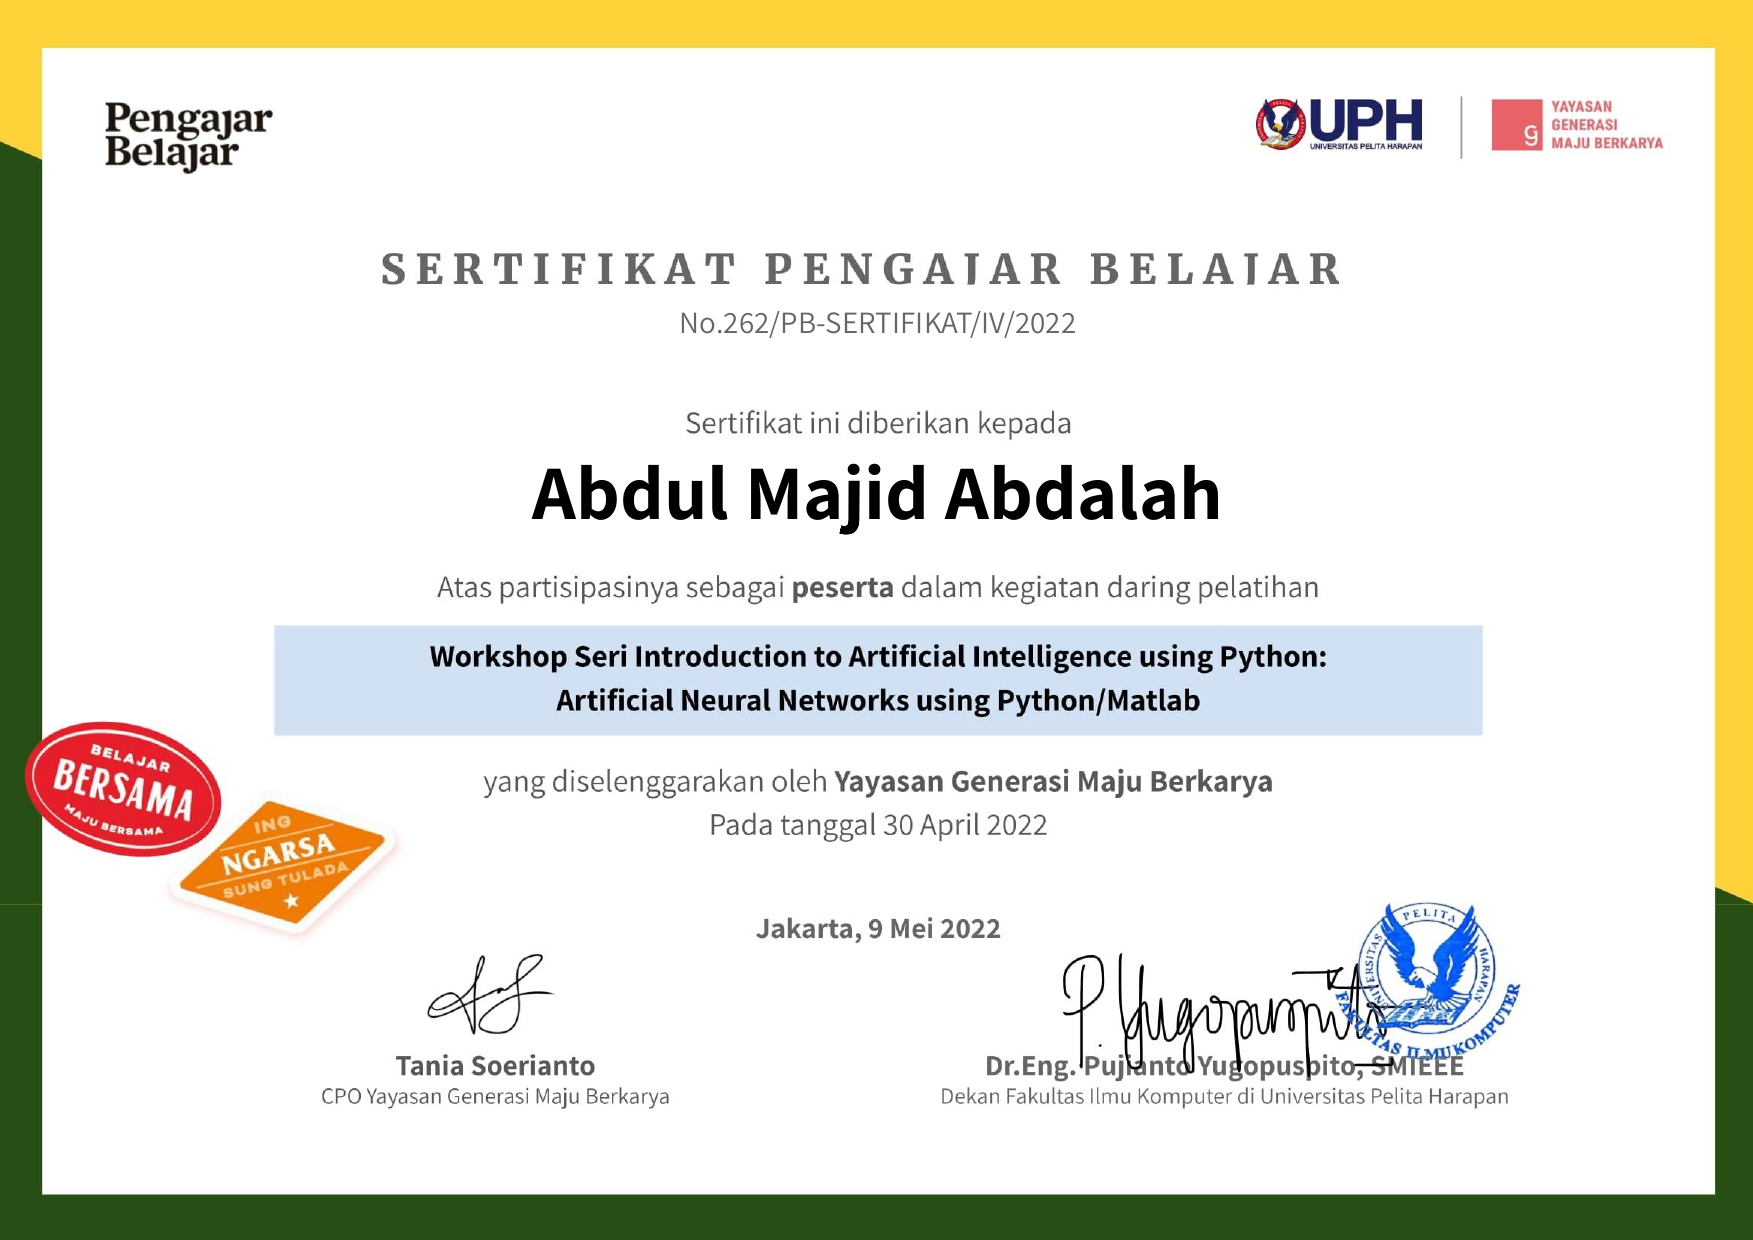 Pengajar
Belajar
UPH
UNIVERSITAS PELITA HARAPAN
g
YAYASAN
GENERASI
MAJU BERKARYA
SERTIFIKAT PENGAJAR BELAJAR
No.262/PB-SERTIFIKAT/IV/2022
Sertifikat ini diberikan kepada
Abdul Majid Abdalah
Atas partisipasinya sebagai peserta dalam kegiatan daring pelatihan
Workshop Seri Introduction to Artificial Intelligence using Python:
Artificial Neural Networks using Python/Matlab
BELAJAR
BERSAMA
MAJU BERSAMA
ING
NGARSA
SUNG TULADA
yang diselenggarakan oleh Yayasan Generasi Maju Berkarya
Pada tanggal 30 April 2022
Jakarta, 9 Mei 2022
P. Yugopuspito
UNIVERSITAS PELITA HARAPAN
FAKULTAS ILMU KOMPUTER
Tania Soerianto
CPO Yayasan Generasi Maju Berkarya
Dr.Eng. Pujianto Yugopuspito, SMIEEE
Dekan Fakultas Ilmu Komputer di Universitas Pelita Harapan